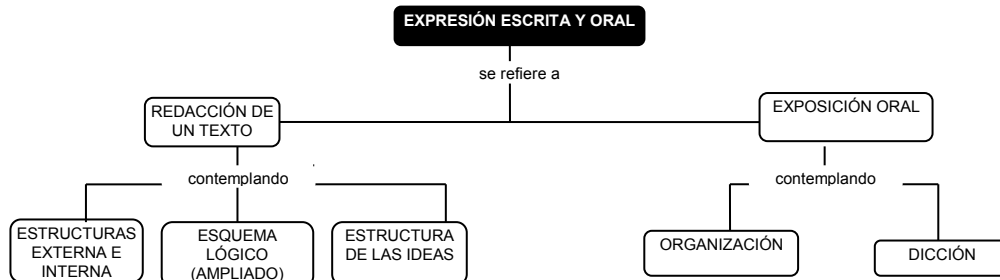 EXPRESIÓN ESCRITA Y ORAL
se refiere a
REDACCIÓN DE
UN TEXTO
EXPOSICIÓN ORAL
contemplando
contemplando
ESTRUCTURAS
EXTERNA E
INTERNA
ESQUEMA
LÓGICO
(AMPLIADO)
ESTRUCTURA
DE LAS IDEAS
ORGANIZACIÓN
DICCIÓN